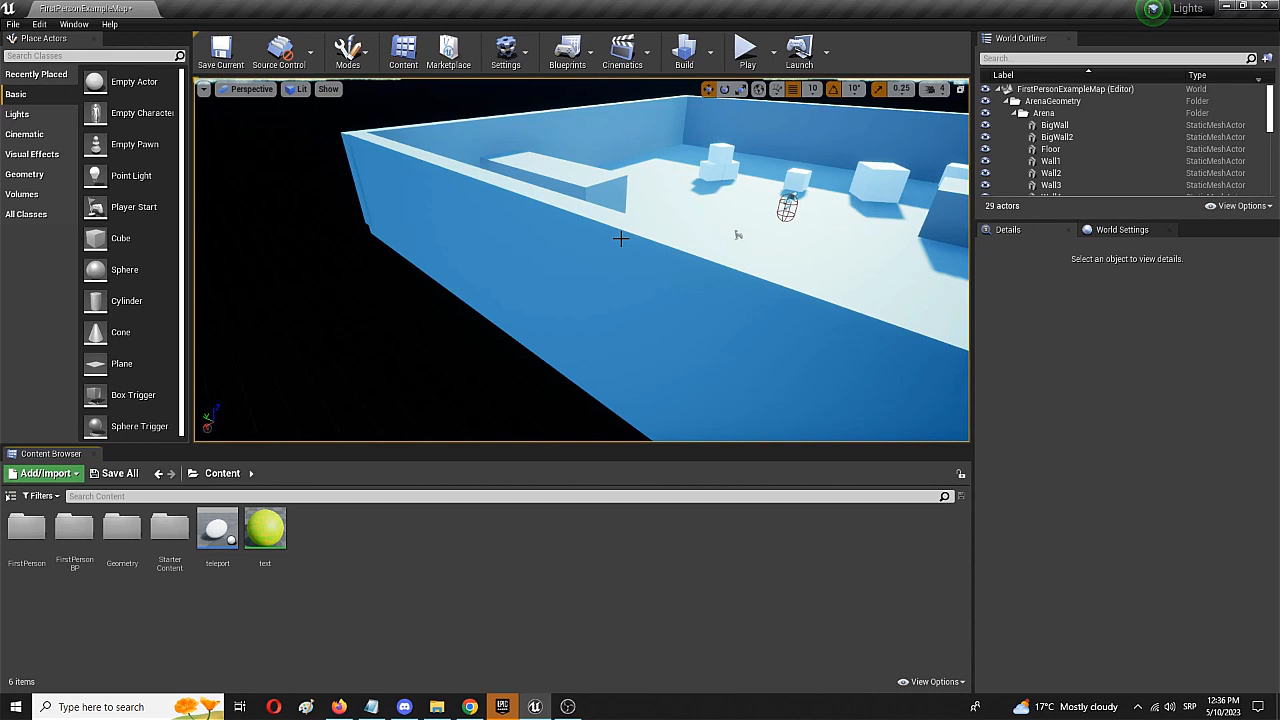 FirstPersonExampleMap*
Lights
File Edit Window Help
Place Actors
Search Classes
Recently Placed
Basic
Lights
Cinematic
Visual Effects
Geometry
Volumes
All Classes
Empty Actor
Empty Character
Empty Pawn
Point Light
Player Start
Cube
Sphere
Cylinder
Cone
Plane
Box Trigger
Sphere Trigger
Save Current
Source Control
Modes
Content
Marketplace
Settings
Blueprints
Cinematics
Build
Play
Launch
Perspective Lit Show
10 10° 0.25 4
World Outliner
Search...
Label Type
FirstPersonExampleMap (Editor) World
ArenaGeometry Folder
Arena Folder
BigWall StaticMeshActor
BigWall2 StaticMeshActor
Floor StaticMeshActor
Wall1 StaticMeshActor
Wall2 StaticMeshActor
Wall3 StaticMeshActor
29 actors View Options
Details World Settings
Select an object to view details.
Content Browser
Add/Import Save All Content
Filters Search Content
FirstPerson
FirstPerson
BP
Geometry
Starter
Content
teleport
text
6 items View Options
Type here to search
17°C Mostly cloudy
SRP
12:36 PM
5/10/2023